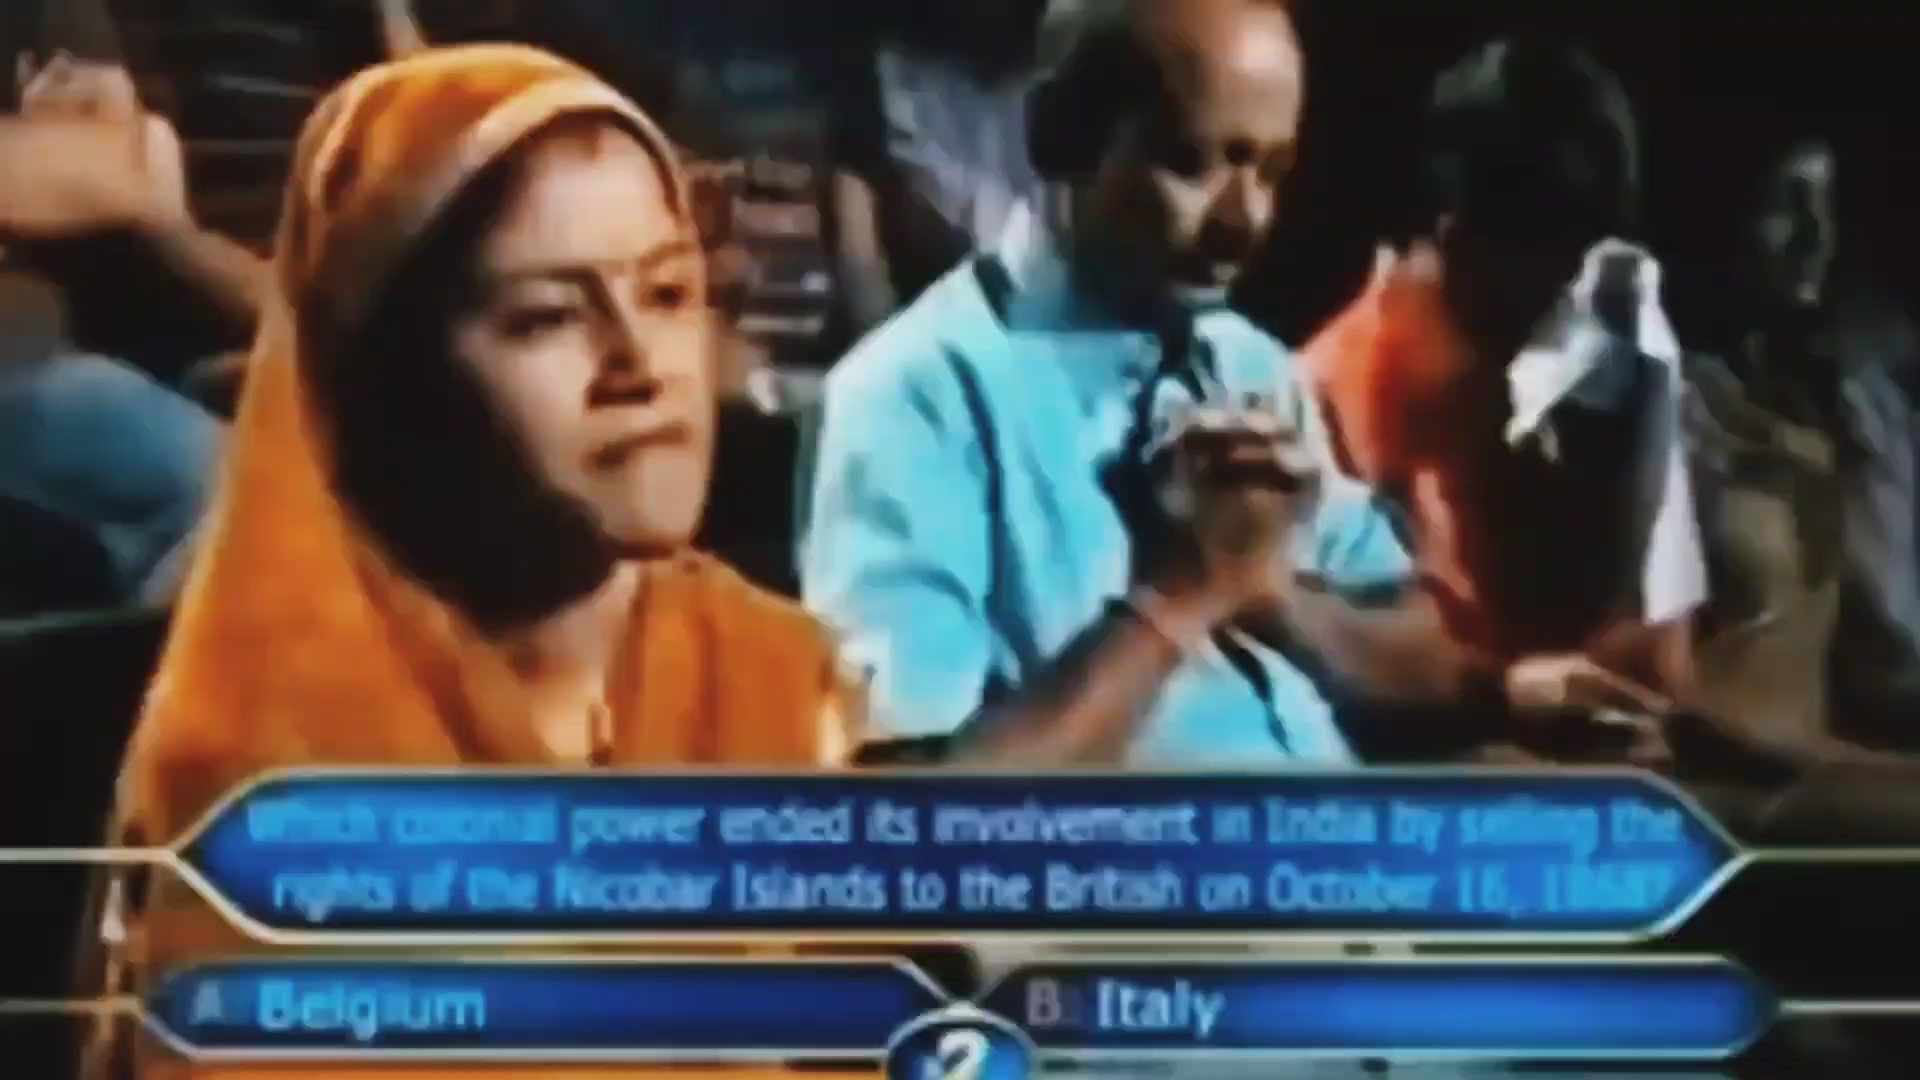 Which colonial power ended its involvement in India by selling the
rights of the Nicobar Islands to the British on October 16, 1868?
A: Belgium
B: Italy